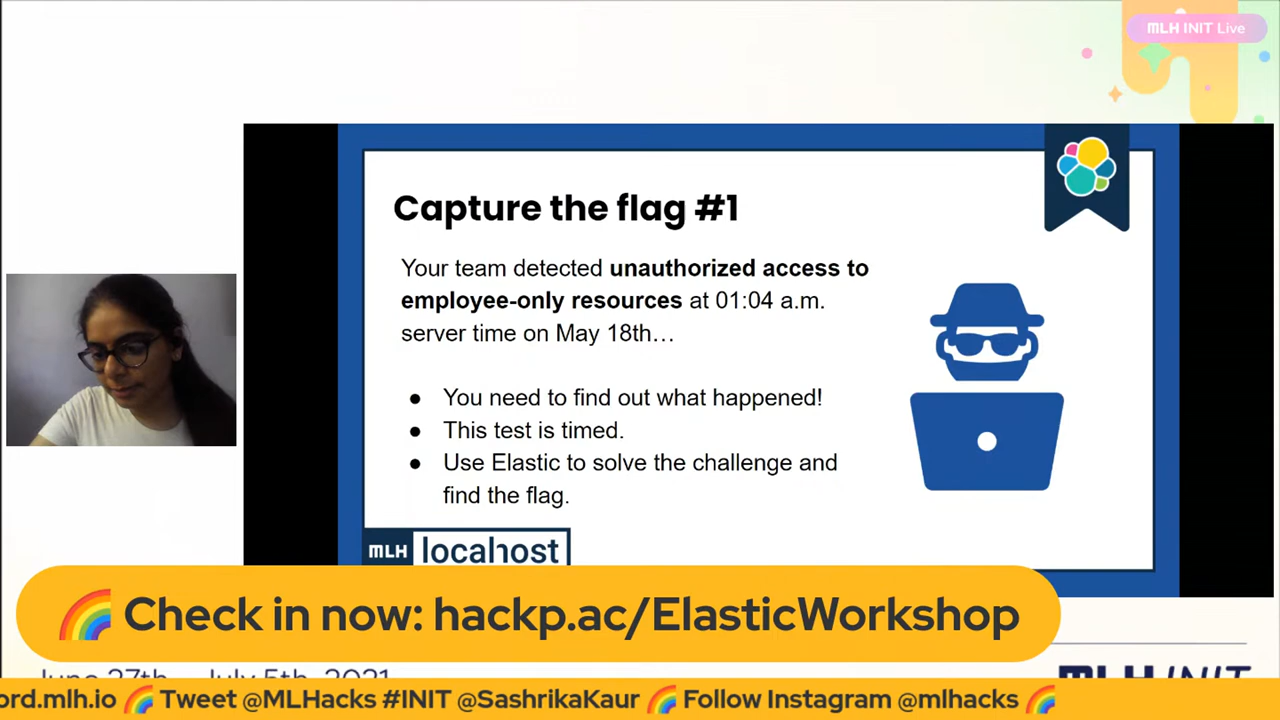 MLH INIT Live
Capture the flag #1
Your team detected unauthorized access to
employee-only resources at 01:04 a.m.
server time on May 18th…
● You need to find out what happened!
● This test is timed.
● Use Elastic to solve the challenge and
find the flag.
MLH localhost
🌈 Check in now: hackp.ac/ElasticWorkshop
June 27th - July 5th, 2021
MLH INIT
ord.mlh.io 🌈 Tweet @MLHacks #INIT @SashrikaKaur 🌈 Follow Instagram @mlhacks 🌈